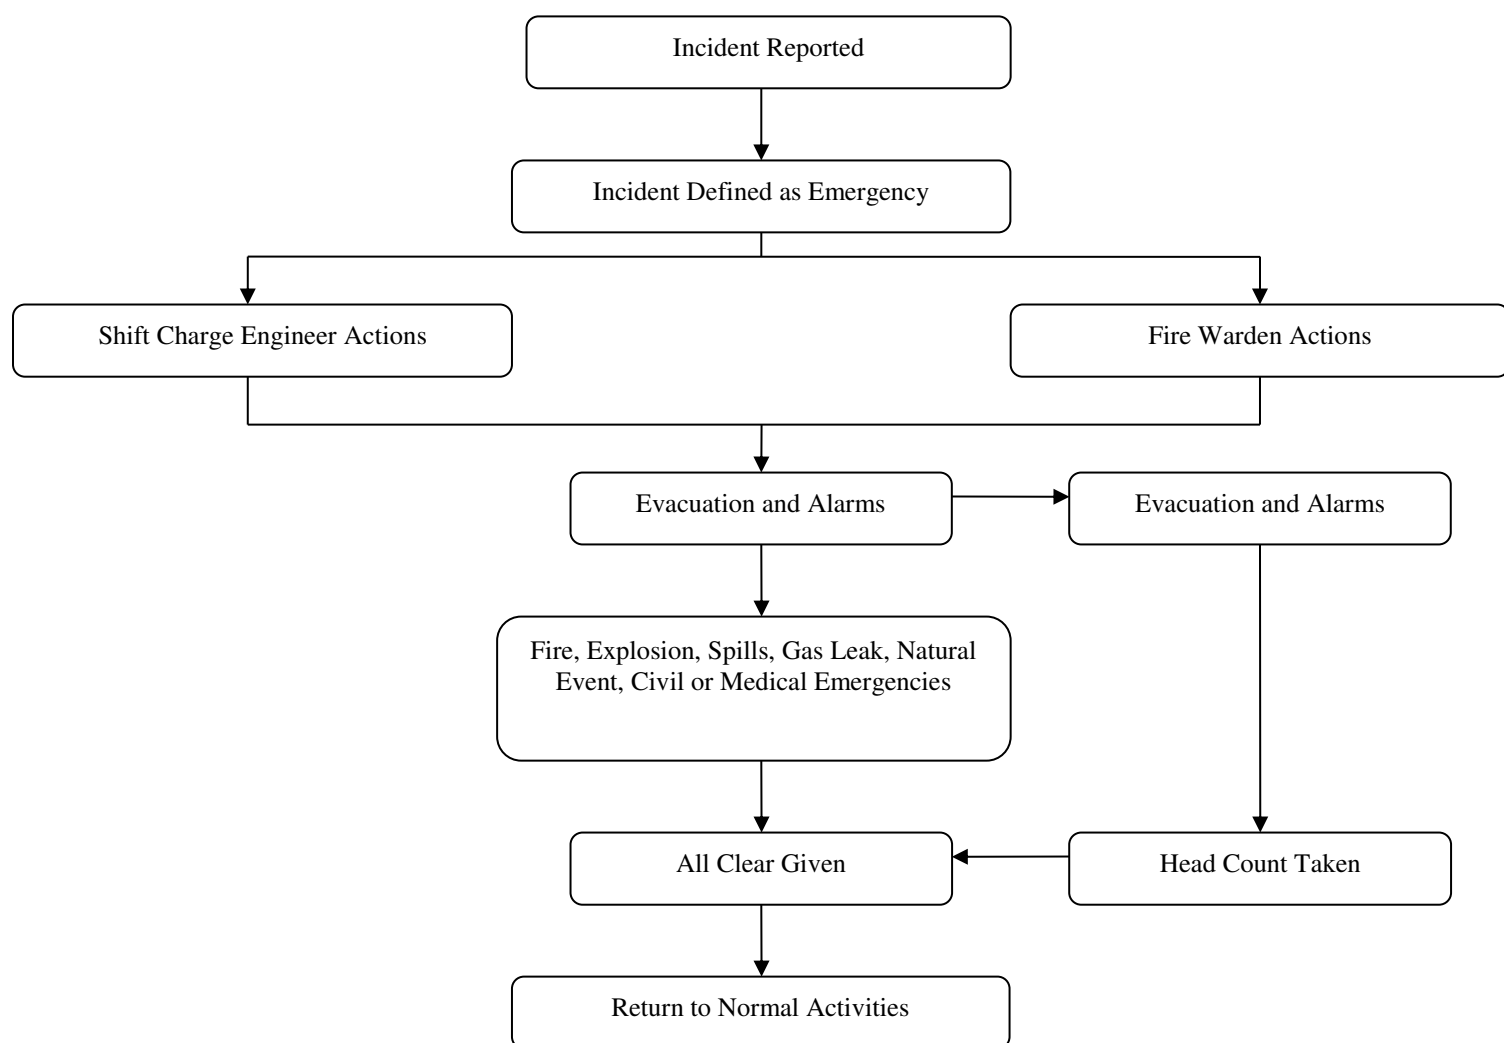 Incident Reported
Incident Defined as Emergency
Shift Charge Engineer Actions
Fire Warden Actions
Evacuation and Alarms
Evacuation and Alarms
Fire, Explosion, Spills, Gas Leak, Natural
Event, Civil or Medical Emergencies
All Clear Given
Head Count Taken
Return to Normal Activities